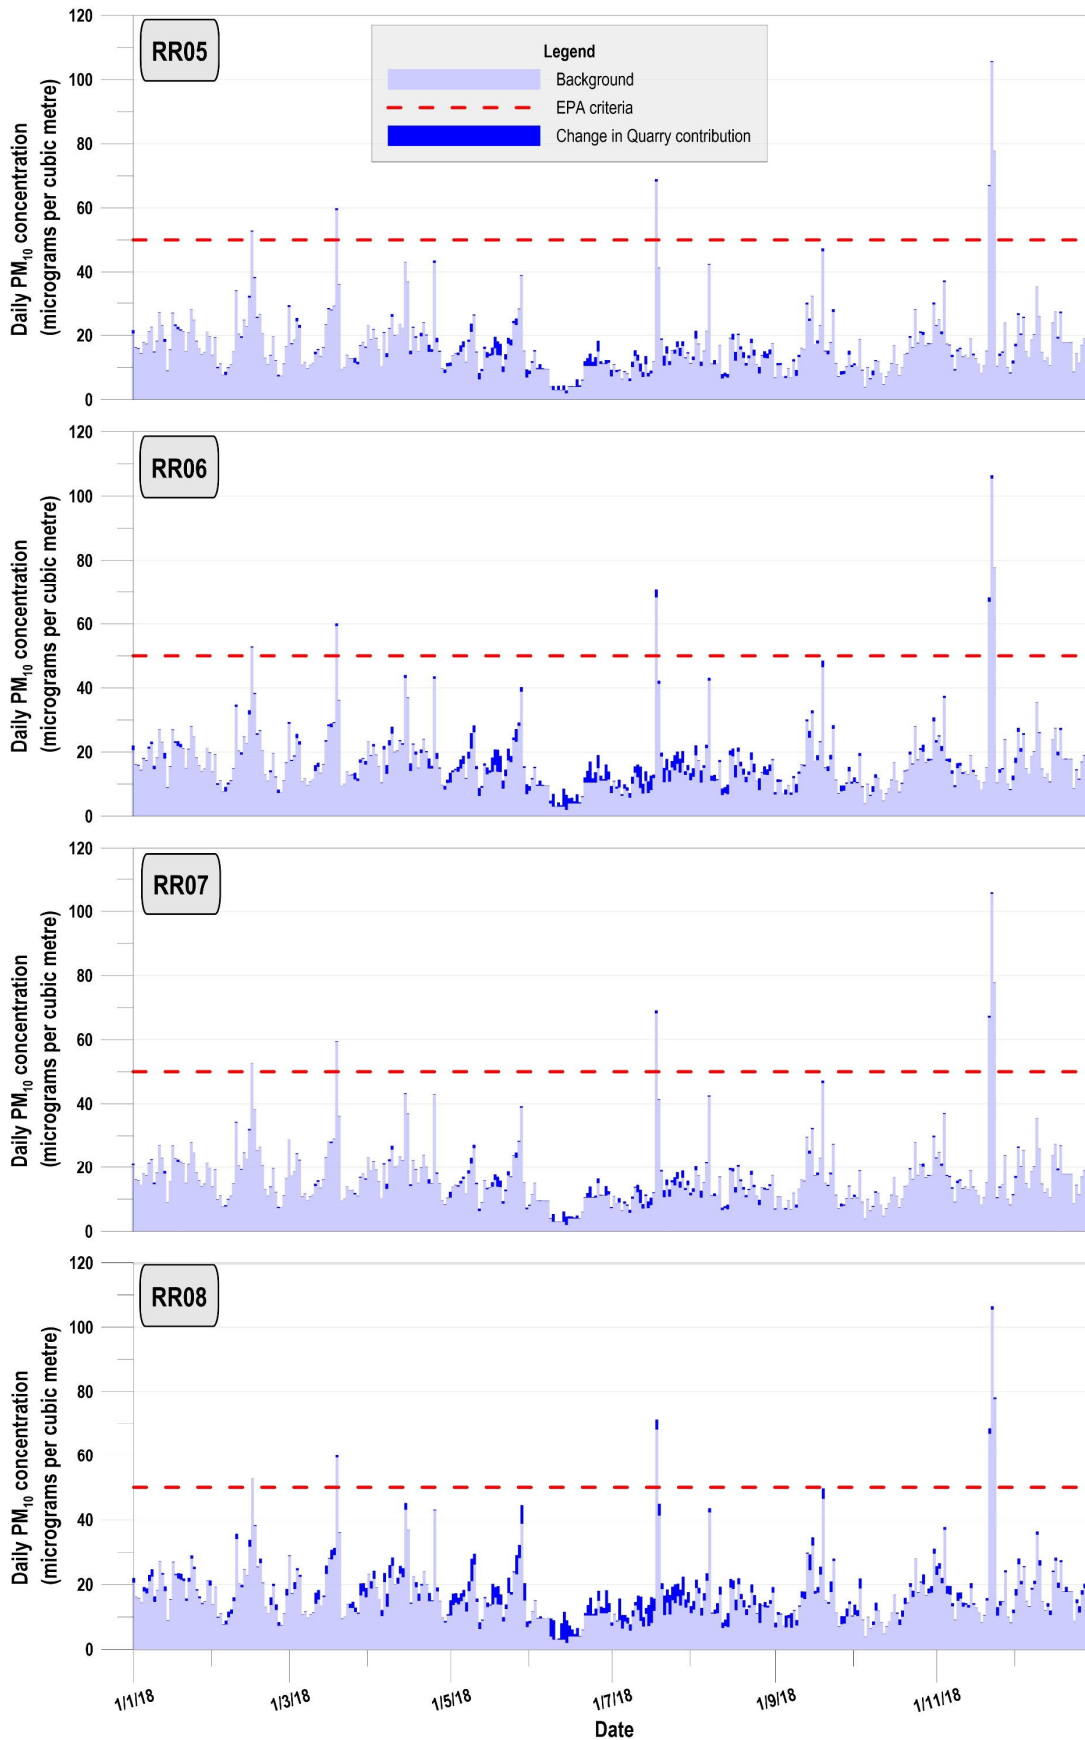 120
100
80
60
40
20
0
RR05
Legend
Background
EPA criteria
Change in Quarry contribution
Daily PM₁₀ concentration
(micrograms per cubic metre)
120
100
80
60
40
20
0
RR06
Daily PM₁₀ concentration
(micrograms per cubic metre)
120
100
80
60
40
20
0
RR07
Daily PM₁₀ concentration
(micrograms per cubic metre)
120
100
80
60
40
20
0
RR08
Daily PM₁₀ concentration
(micrograms per cubic metre)
1/1/18 1/3/18 1/5/18 1/7/18 1/9/18 1/11/18
Date